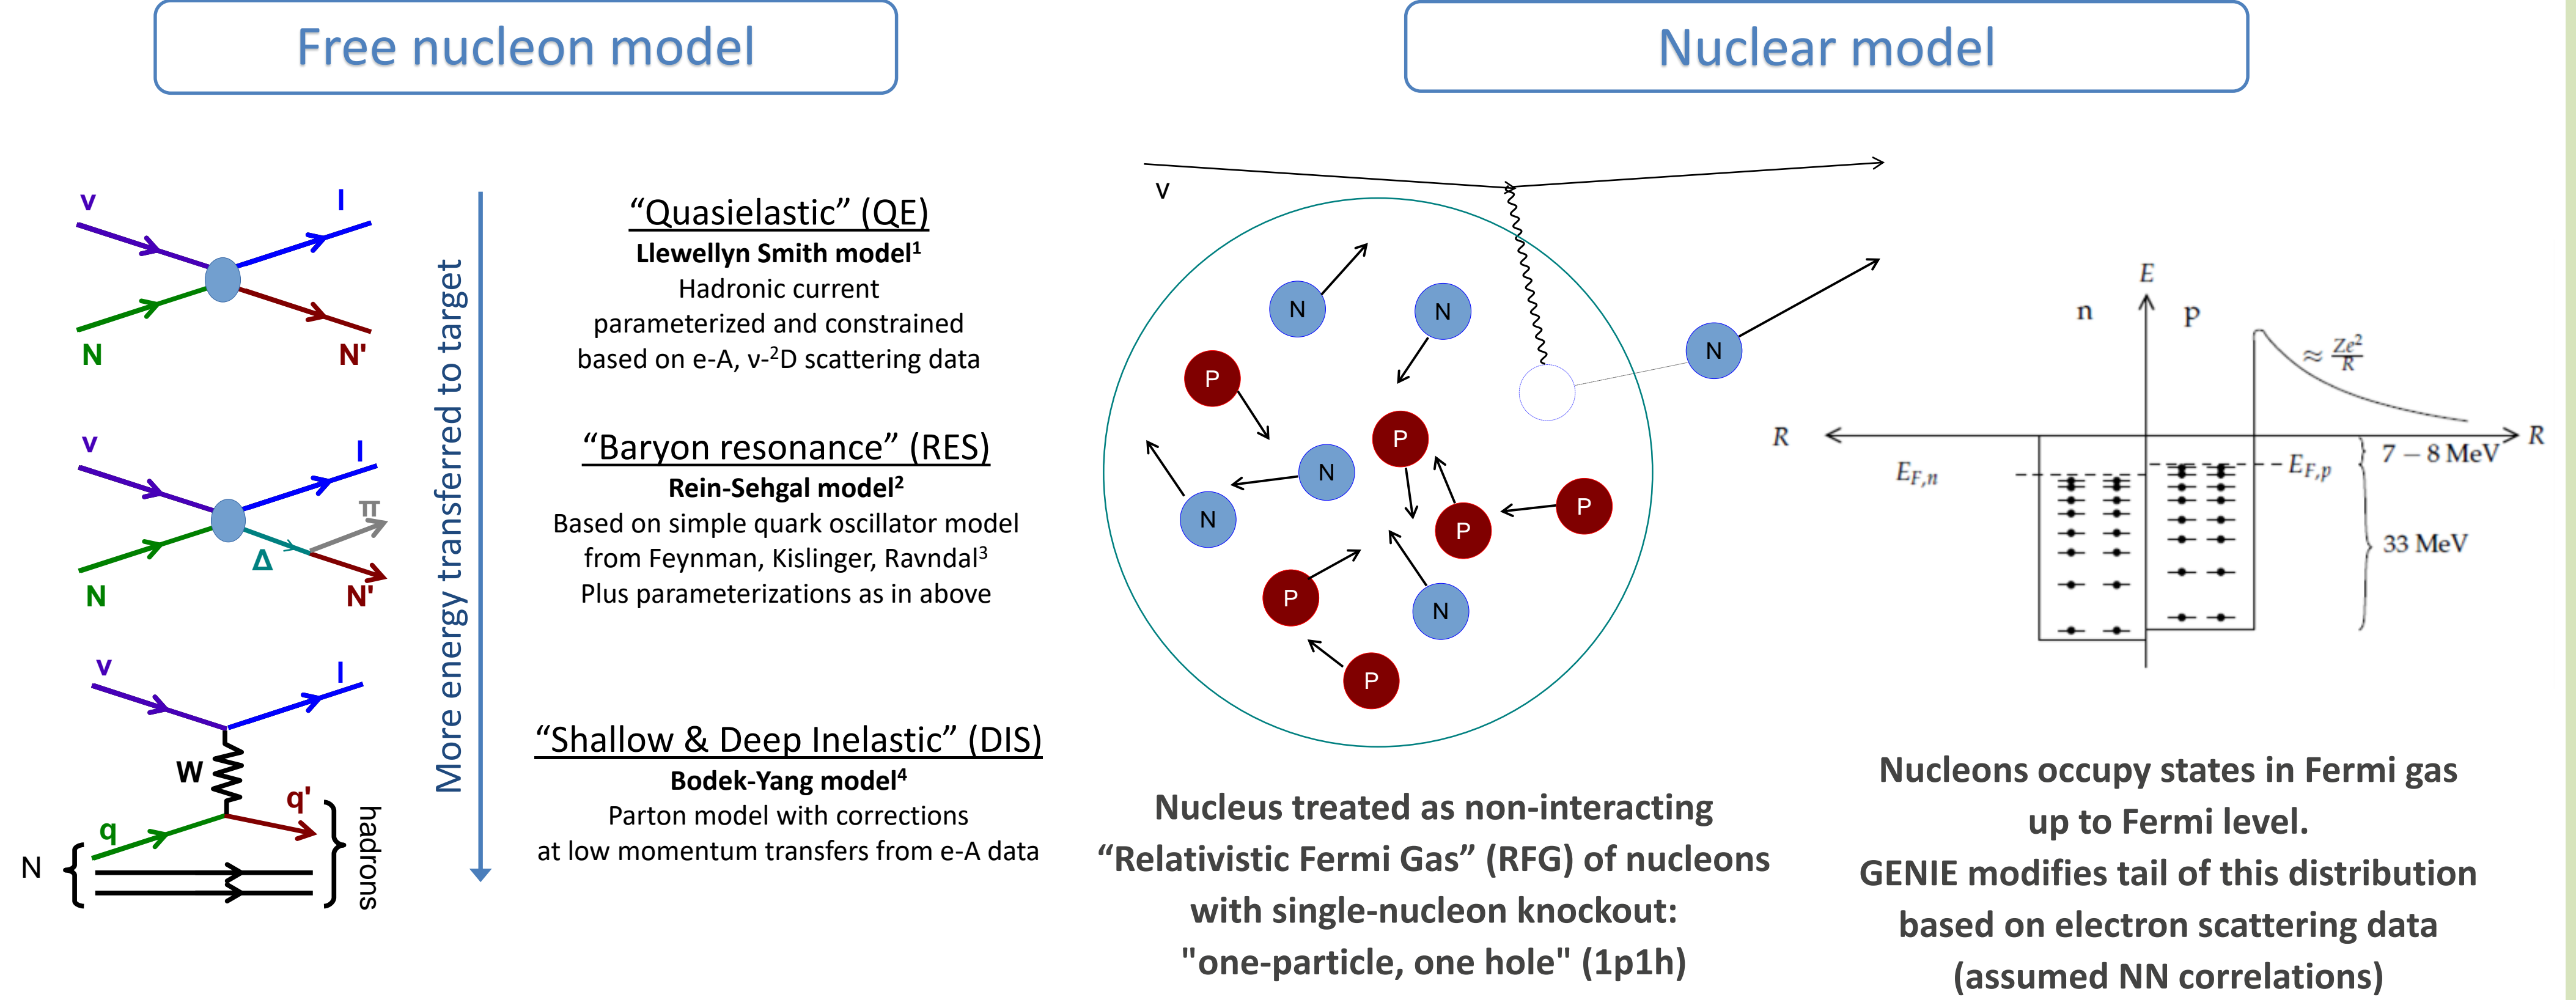 Free nucleon model
ν
l
N
N'
ν
l
π
Δ
N
N'
ν
l
W
q
q'
N
hadrons
More energy transferred to target
“Quasielastic” (QE)
Llewellyn Smith model¹
Hadronic current
parameterized and constrained
based on e-A, ν-²D scattering data
“Baryon resonance” (RES)
Rein-Sehgal model²
Based on simple quark oscillator model
from Feynman, Kislinger, Ravndal³
Plus parameterizations as in above
“Shallow & Deep Inelastic” (DIS)
Bodek-Yang model⁴
Parton model with corrections
at low momentum transfers from e-A data
Nuclear model
ν
N
N
N
P
P
N
N
P
P
P
N
P
Nucleus treated as non-interacting
“Relativistic Fermi Gas” (RFG) of nucleons
with single-nucleon knockout:
"one-particle, one hole" (1p1h)
E
n
p
≈ Ze²/R
R
R
7 – 8 MeV
E_{F,n}
E_{F,p}
33 MeV
Nucleons occupy states in Fermi gas
up to Fermi level.
GENIE modifies tail of this distribution
based on electron scattering data
(assumed NN correlations)